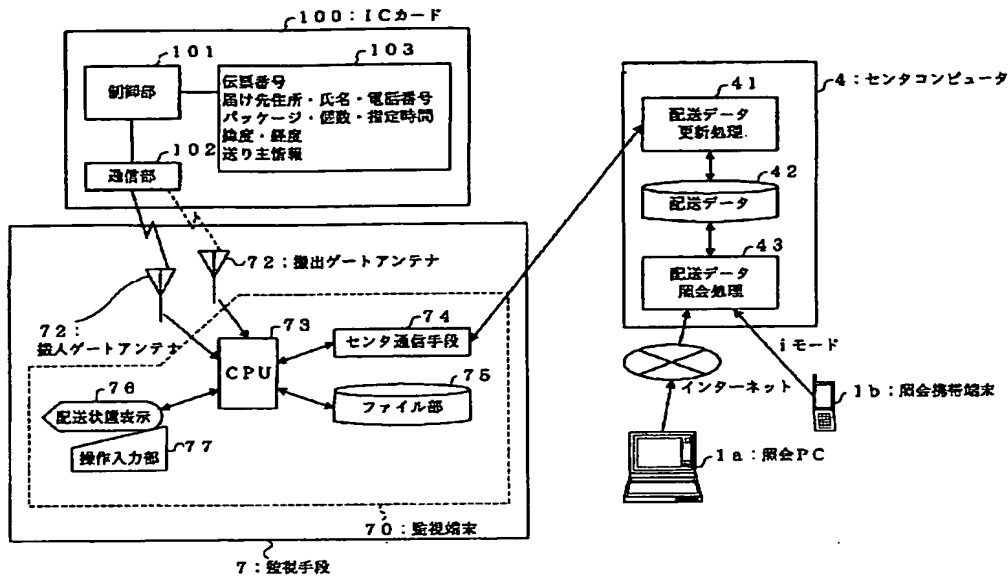 100：ICカード
101
制御部
103
伝票番号
届け先住所・氏名・電話番号
パッケージ・個数・指定時間
緯度・経度
送り主情報
102
通信部
72：搬出ゲートアンテナ
72：
搬入ゲートアンテナ
73
CPU
74
センタ通信手段
75
ファイル部
76
配送状態表示
操作入力部
77
70：監視端末
7：監視手段
4：センタコンピュータ
41
配送データ
更新処理
42
配送データ
43
配送データ
照会処理
iモード
インターネット
1b：照会携帯端末
1a：照会PC